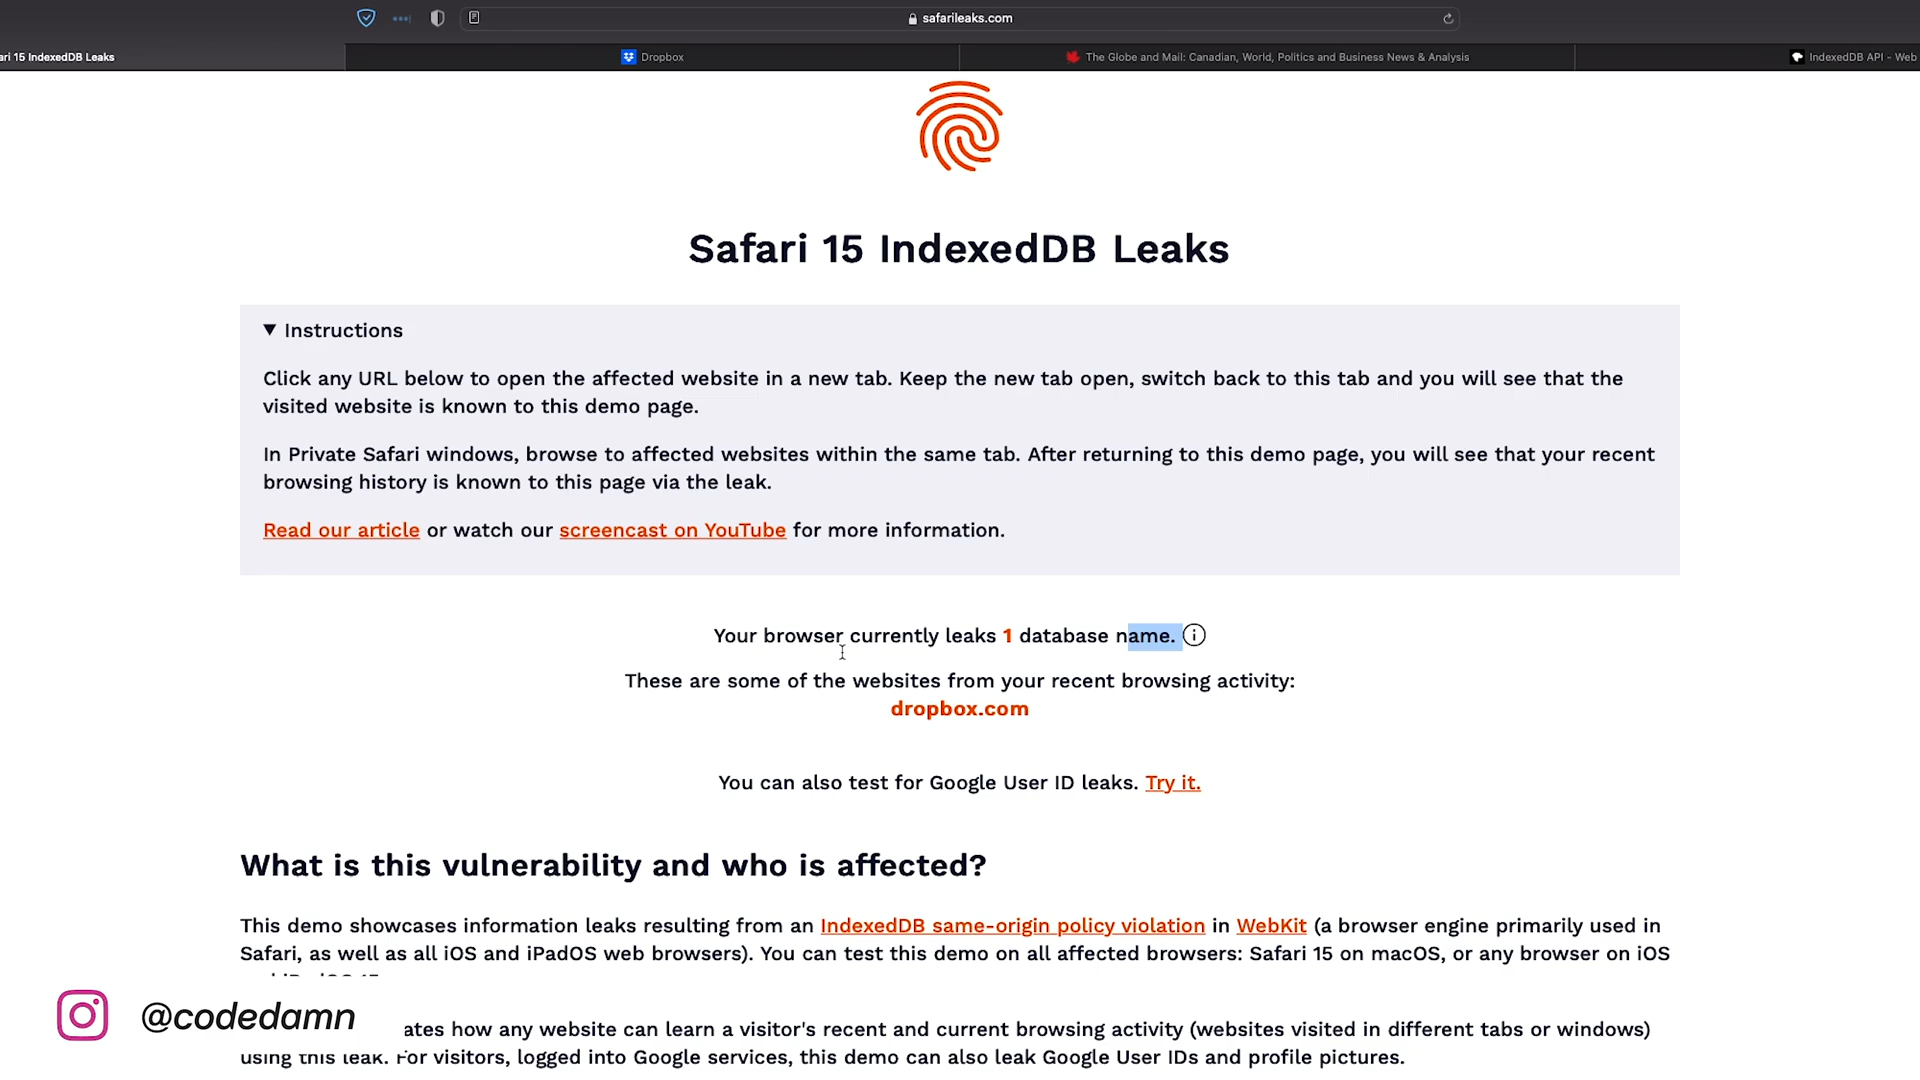 safarileaks.com
ari 15 IndexedDB Leaks
Dropbox
The Globe and Mail: Canadian, World, Politics and Business News & Analysis
IndexedDB API - Web
Safari 15 IndexedDB Leaks
▼ Instructions
Click any URL below to open the affected website in a new tab. Keep the new tab open, switch back to this tab and you will see that the
visited website is known to this demo page.
In Private Safari windows, browse to affected websites within the same tab. After returning to this demo page, you will see that your recent
browsing history is known to this page via the leak.
Read our article or watch our screencast on YouTube for more information.
Your browser currently leaks 1 database name.
These are some of the websites from your recent browsing activity:
dropbox.com
You can also test for Google User ID leaks. Try it.
What is this vulnerability and who is affected?
This demo showcases information leaks resulting from an IndexedDB same-origin policy violation in WebKit (a browser engine primarily used in
Safari, as well as all iOS and iPadOS web browsers). You can test this demo on all affected browsers: Safari 15 on macOS, or any browser on iOS
@codedamn
ates how any website can learn a visitor's recent and current browsing activity (websites visited in different tabs or windows)
using this leak. For visitors, logged into Google services, this demo can also leak Google User IDs and profile pictures.